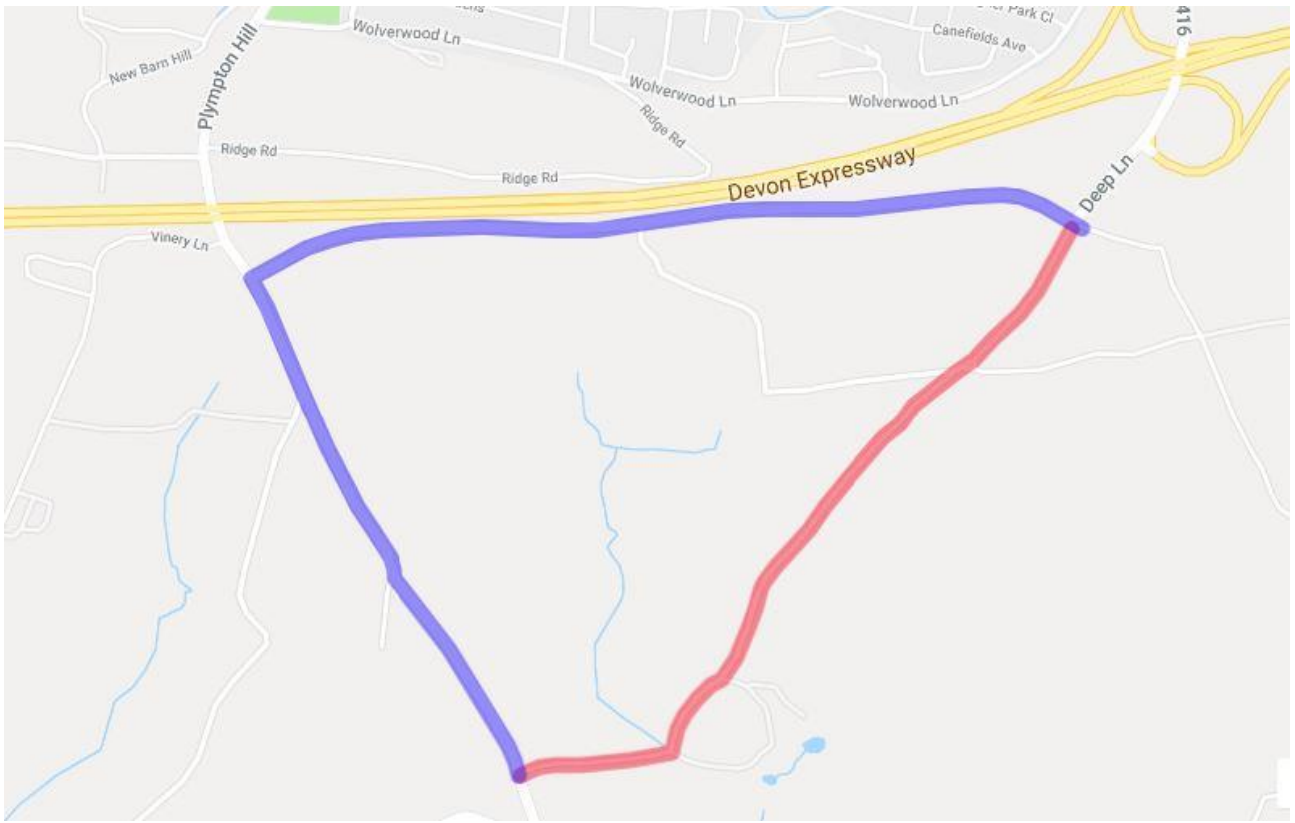 Wolverwood Ln
Canefields Ave
416
New Barn Hill
Plympton Hill
Wolverwood Ln
Wolverwood Ln
Ridge Rd
Ridge Rd
Ridge Rd
Devon Expressway
Deep Ln
Vinery Ln